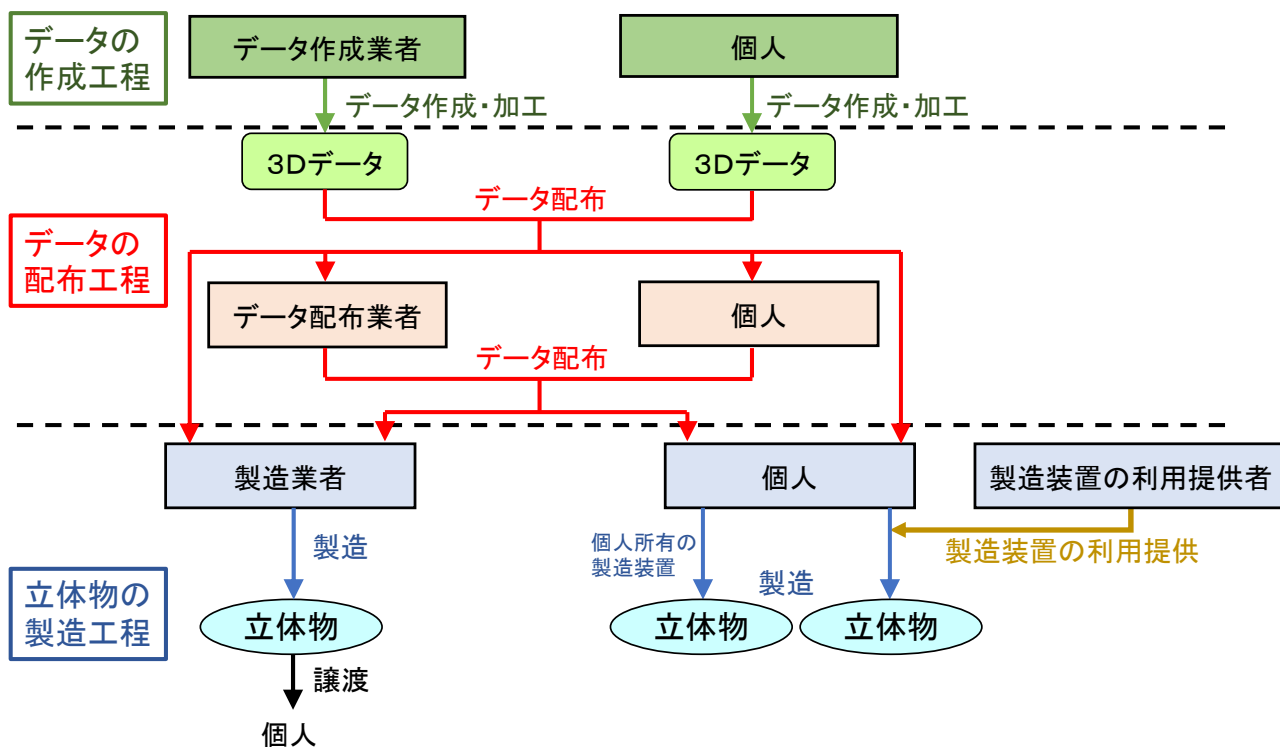 データの
作成工程
データ作成業者
個人
データ作成・加工
データ作成・加工
3Dデータ
3Dデータ
データ配布
データの
配布工程
データ配布業者
個人
データ配布
製造業者
個人
製造装置の利用提供者
製造
個人所有の
製造装置
製造
製造装置の利用提供
立体物の
製造工程
立体物
立体物
立体物
譲渡
個人